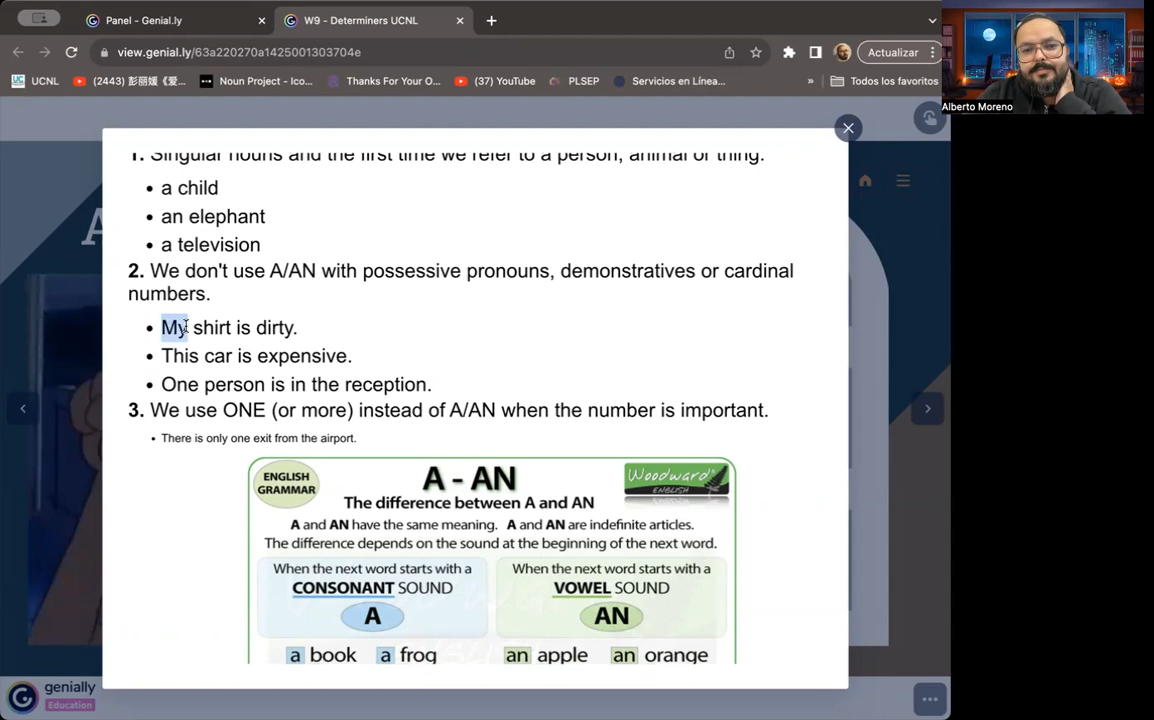 Panel - Genial.ly
W9 - Determiners UCNL
view.genial.ly/63a220270a14250013037​04e
Actualizar
UCNL
(2443) 彭丽媛《爱...
Noun Project - Ico...
Thanks For Your O...
(37) YouTube
PLSEP
Servicios en Línea...
»
Todos los favoritos
Alberto Moreno
A
1. Singular nouns and the first time we refer to a person, animal or thing.
• a child
• an elephant
• a television
2. We don't use A/AN with possessive pronouns, demonstratives or cardinal
numbers.
• My shirt is dirty.
• This car is expensive.
• One person is in the reception.
3. We use ONE (or more) instead of A/AN when the number is important.
• There is only one exit from the airport.
ENGLISH
GRAMMAR
A - AN
Woodward®
ENGLISH
The difference between A and AN
A and AN have the same meaning. A and AN are indefinite articles.
The difference depends on the sound at the beginning of the next word.
When the next word starts with a
CONSONANT SOUND
A
a book a frog
When the next word starts with a
VOWEL SOUND
AN
an apple an orange
genially
Education